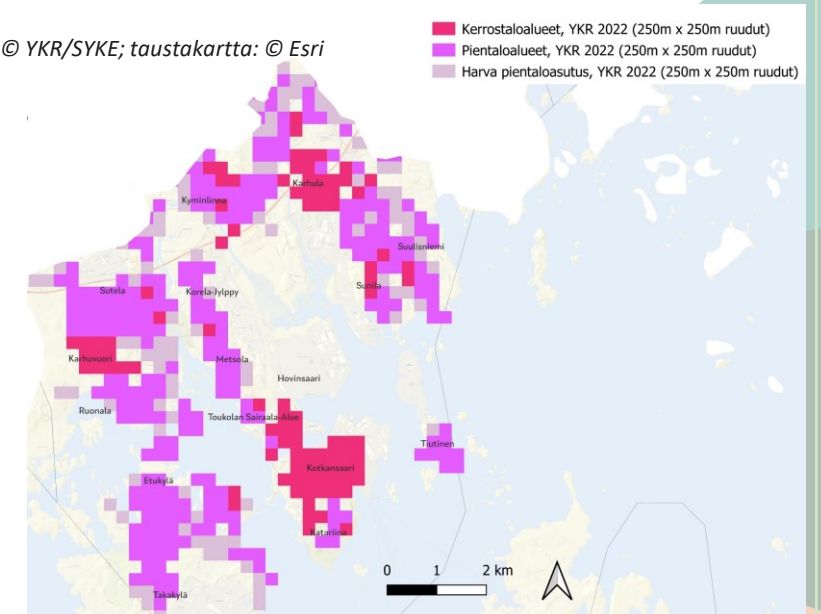 © YKR/SYKE; taustakartta: © Esri
Kerrostaloalueet, YKR 2022 (250m x 250m ruudut)
Pientaloalueet, YKR 2022 (250m x 250m ruudut)
Harva pientaloasutus, YKR 2022 (250m x 250m ruudut)
Karhula
Kyminlinna
Suulisniemi
Sunila
Sutela
Korela-Jylppy
Karhuvuori
Metsola
Hovinsaari
Ruonala
Toukolan Sairaala-Alue
Tiutinen
Kotkansaari
Etukylä
Katariina
Takakylä
0 1 2 km